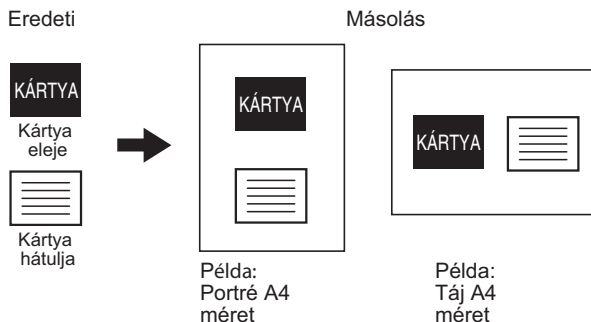 Eredeti
Másolás
KÁRTYA
Kártya
eleje
Kártya
hátulja
KÁRTYA
Példa:
Portré A4
méret
KÁRTYA
Példa:
Táj A4
méret